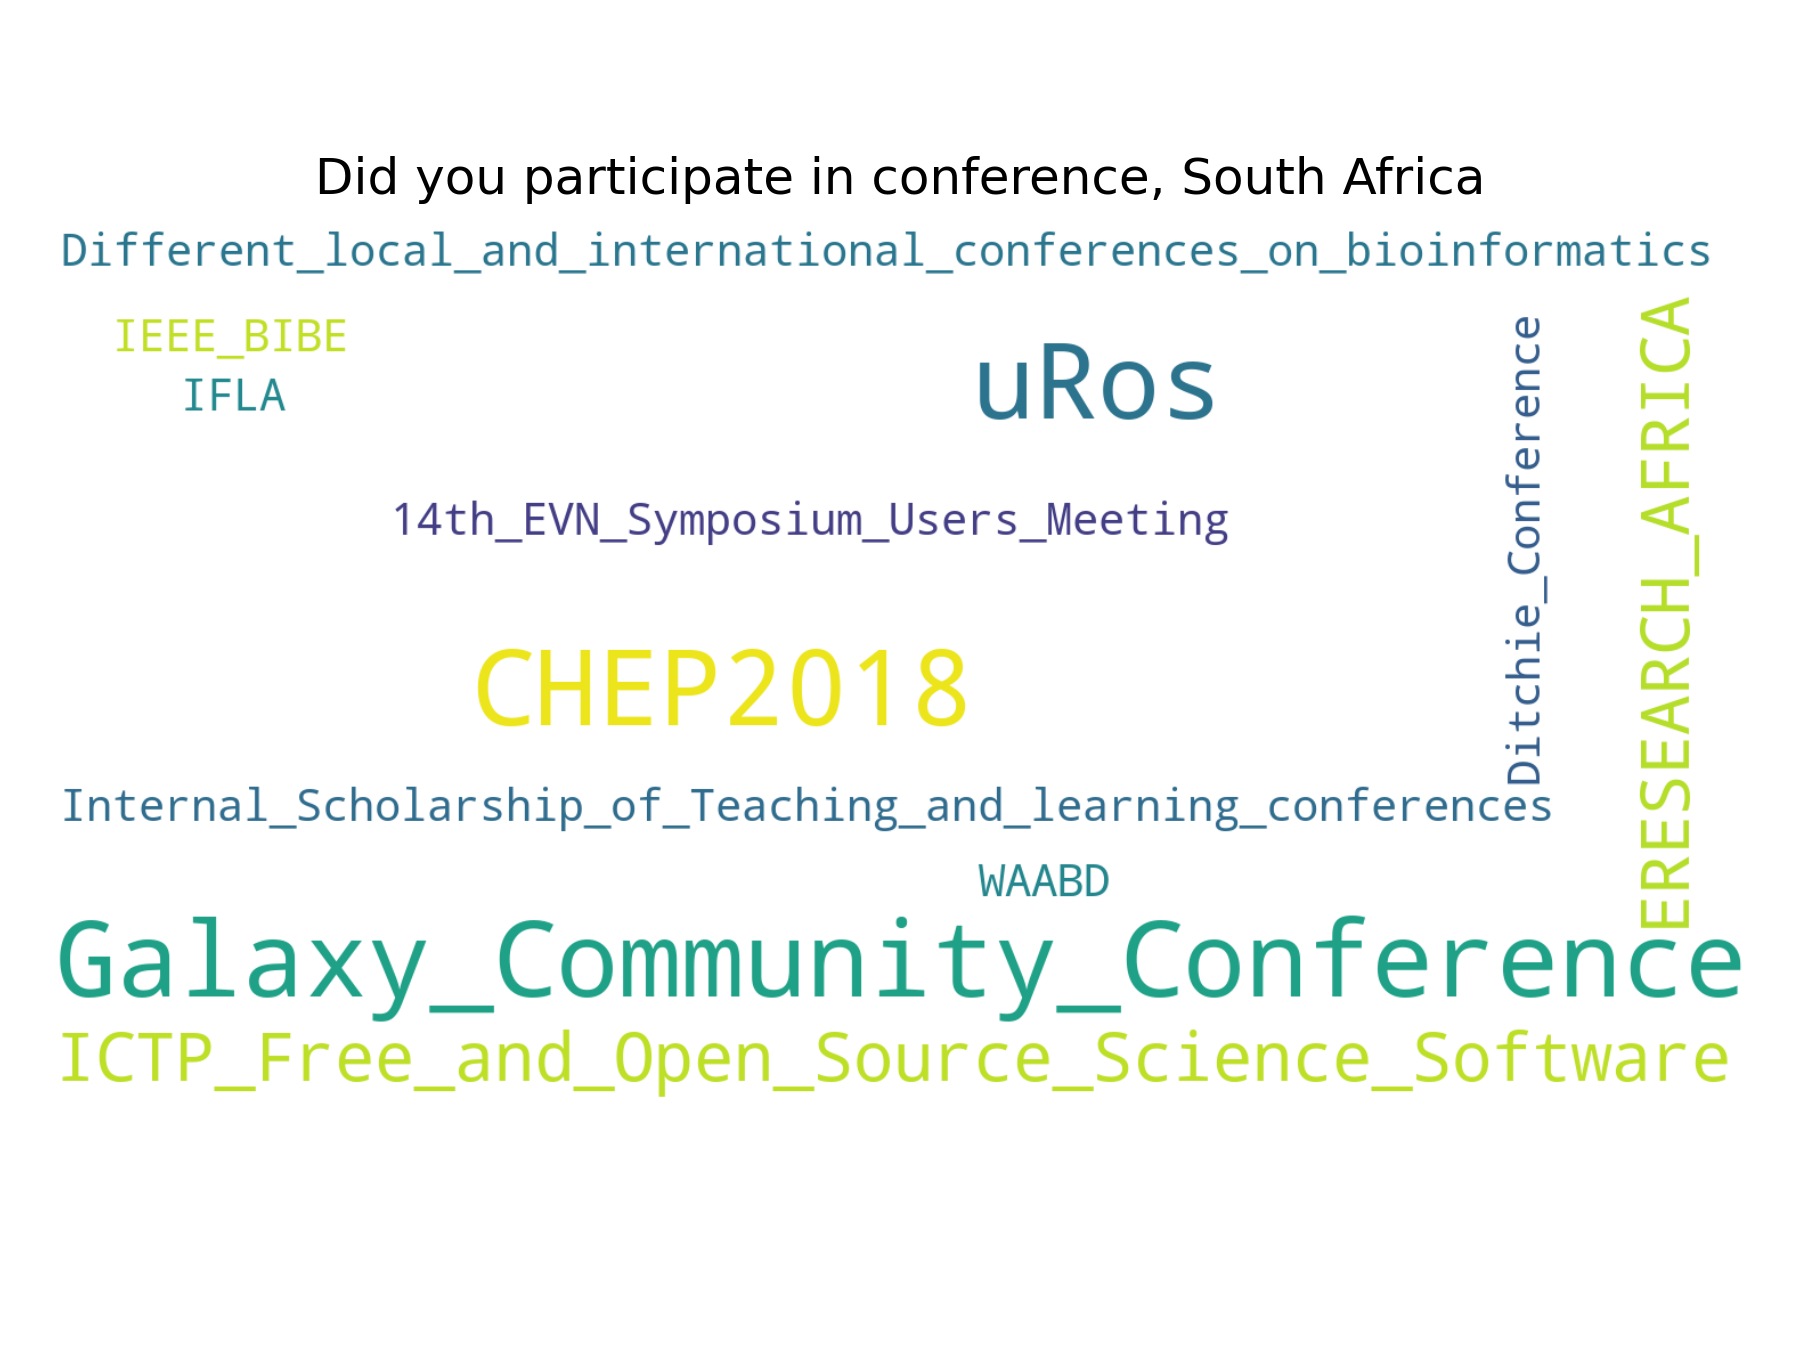 Did you participate in conference, South Africa
Different_local_and_international_conferences_on_bioinformatics
IEEE_BIBE
IFLA
uRos
Ditchie_Conference
ERESEARCH_AFRICA
14th_EVN_Symposium_Users_Meeting
CHEP2018
Internal_Scholarship_of_Teaching_and_learning_conferences
WAABD
Galaxy_Community_Conference
ICTP_Free_and_Open_Source_Science_Software